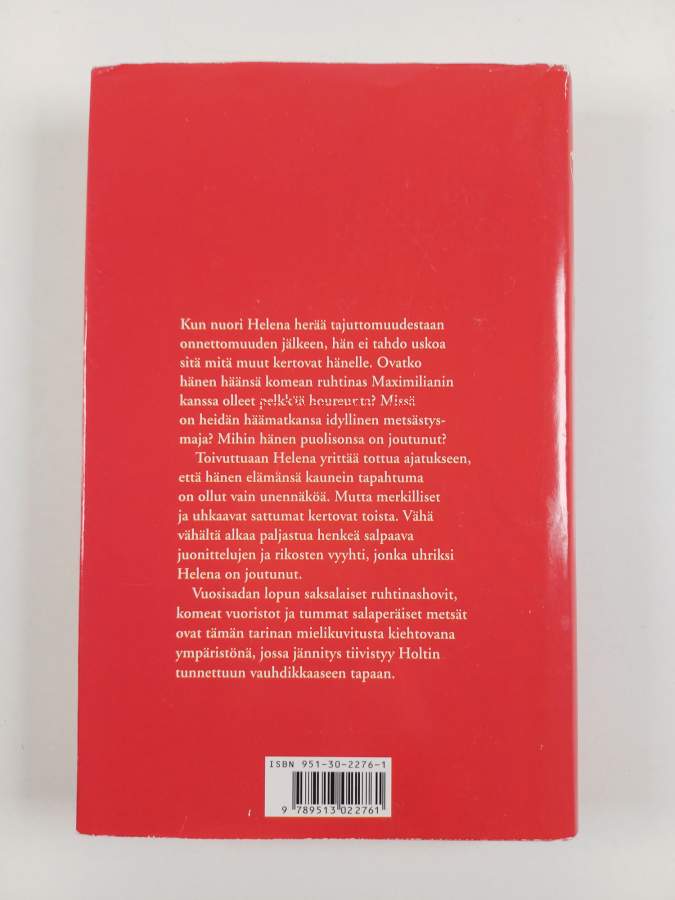 Kun nuori Helena herää tajuttomuudestaan
onnettomuuden jälkeen, hän ei tahdo uskoa
sitä mitä muut kertovat hänelle. Ovatko
hänen häänsä komean ruhtinas Maximilianin
kanssa olleet pelkkiä houreunta? Missä
on heidän häämatkansa idyllinen metsästys-
maja? Mihin hänen puolisonsa on joutunut?
Toivuttuaan Helena yrittää tottua ajatukseen,
että hänen elämänsä kaunein tapahtuma
on ollut vain unennäköä. Mutta merkilliset
ja uhkaavat sattumat kertovat toista. Vähä
vähältä alkaa paljastua henkeä salpaava
juonittelujen ja rikosten vyyhti, jonka uhriksi
Helena on joutunut.
Vuosisadan lopun saksalaiset ruhtinashovit,
komeat vuoristot ja tummat salaperäiset metsät
ovat tämän tarinan mielikuvitusta kiehtovana
ympäristönä, jossa jännitys tiivistyy Holtin
tunnettuun vauhdikkaaseen tapaan.
ISBN 951-30-2276-1
9 789513 022761